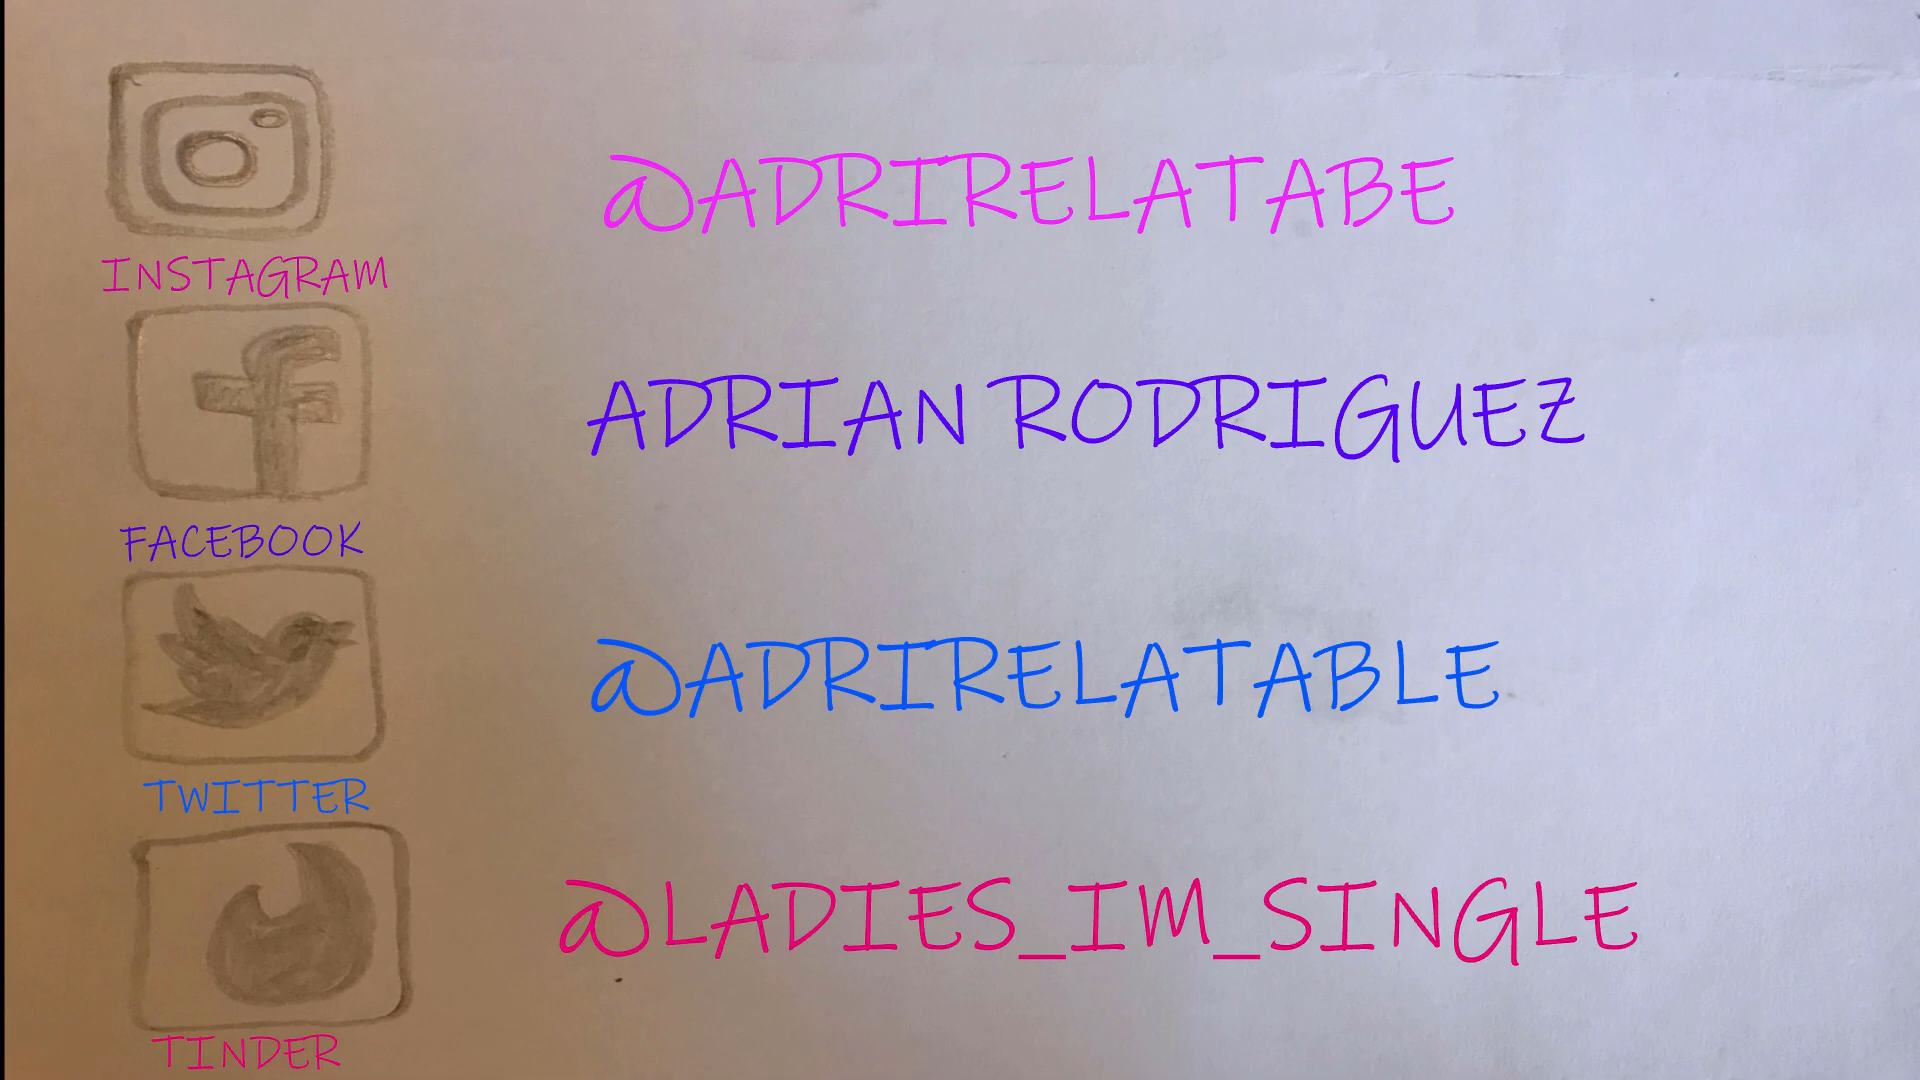 @ADRIRELATABE
INSTAGRAM
ADRIAN RODRIGUEZ
FACEBOOK
@ADRIRELATABLE
TWITTER
@LADIES_IM_SINGLE
TINDER